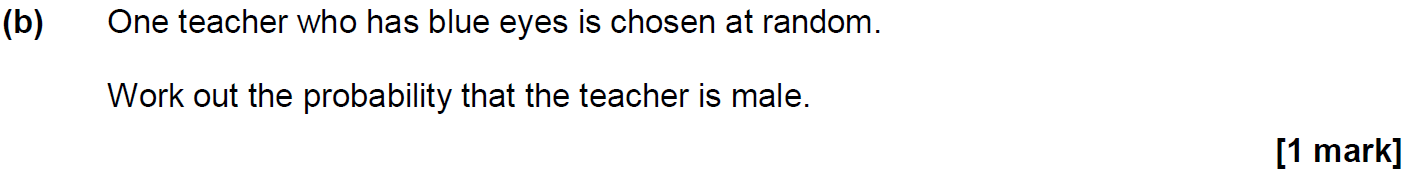 (b) One teacher who has blue eyes is chosen at random.
Work out the probability that the teacher is male.
[1 mark]